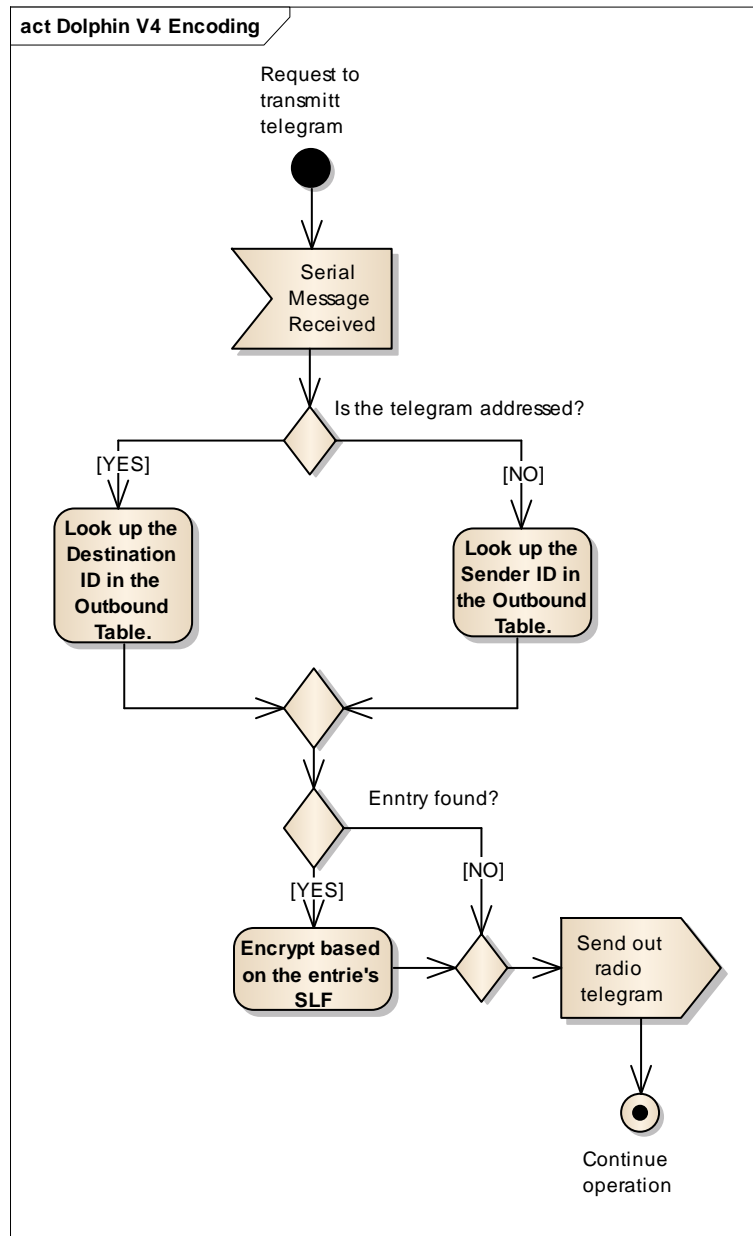 act Dolphin V4 Encoding
Request to
transmitt
telegram
Serial
Message
Received
Is the telegram addressed?
[YES]
[NO]
Look up the
Destination
ID in the
Outbound
Table.
Look up the
Sender ID in
the Outbound
Table.
Enntry found?
[YES]
[NO]
Encrypt based
on the entrie's
SLF
Send out
radio
telegram
Continue
operation